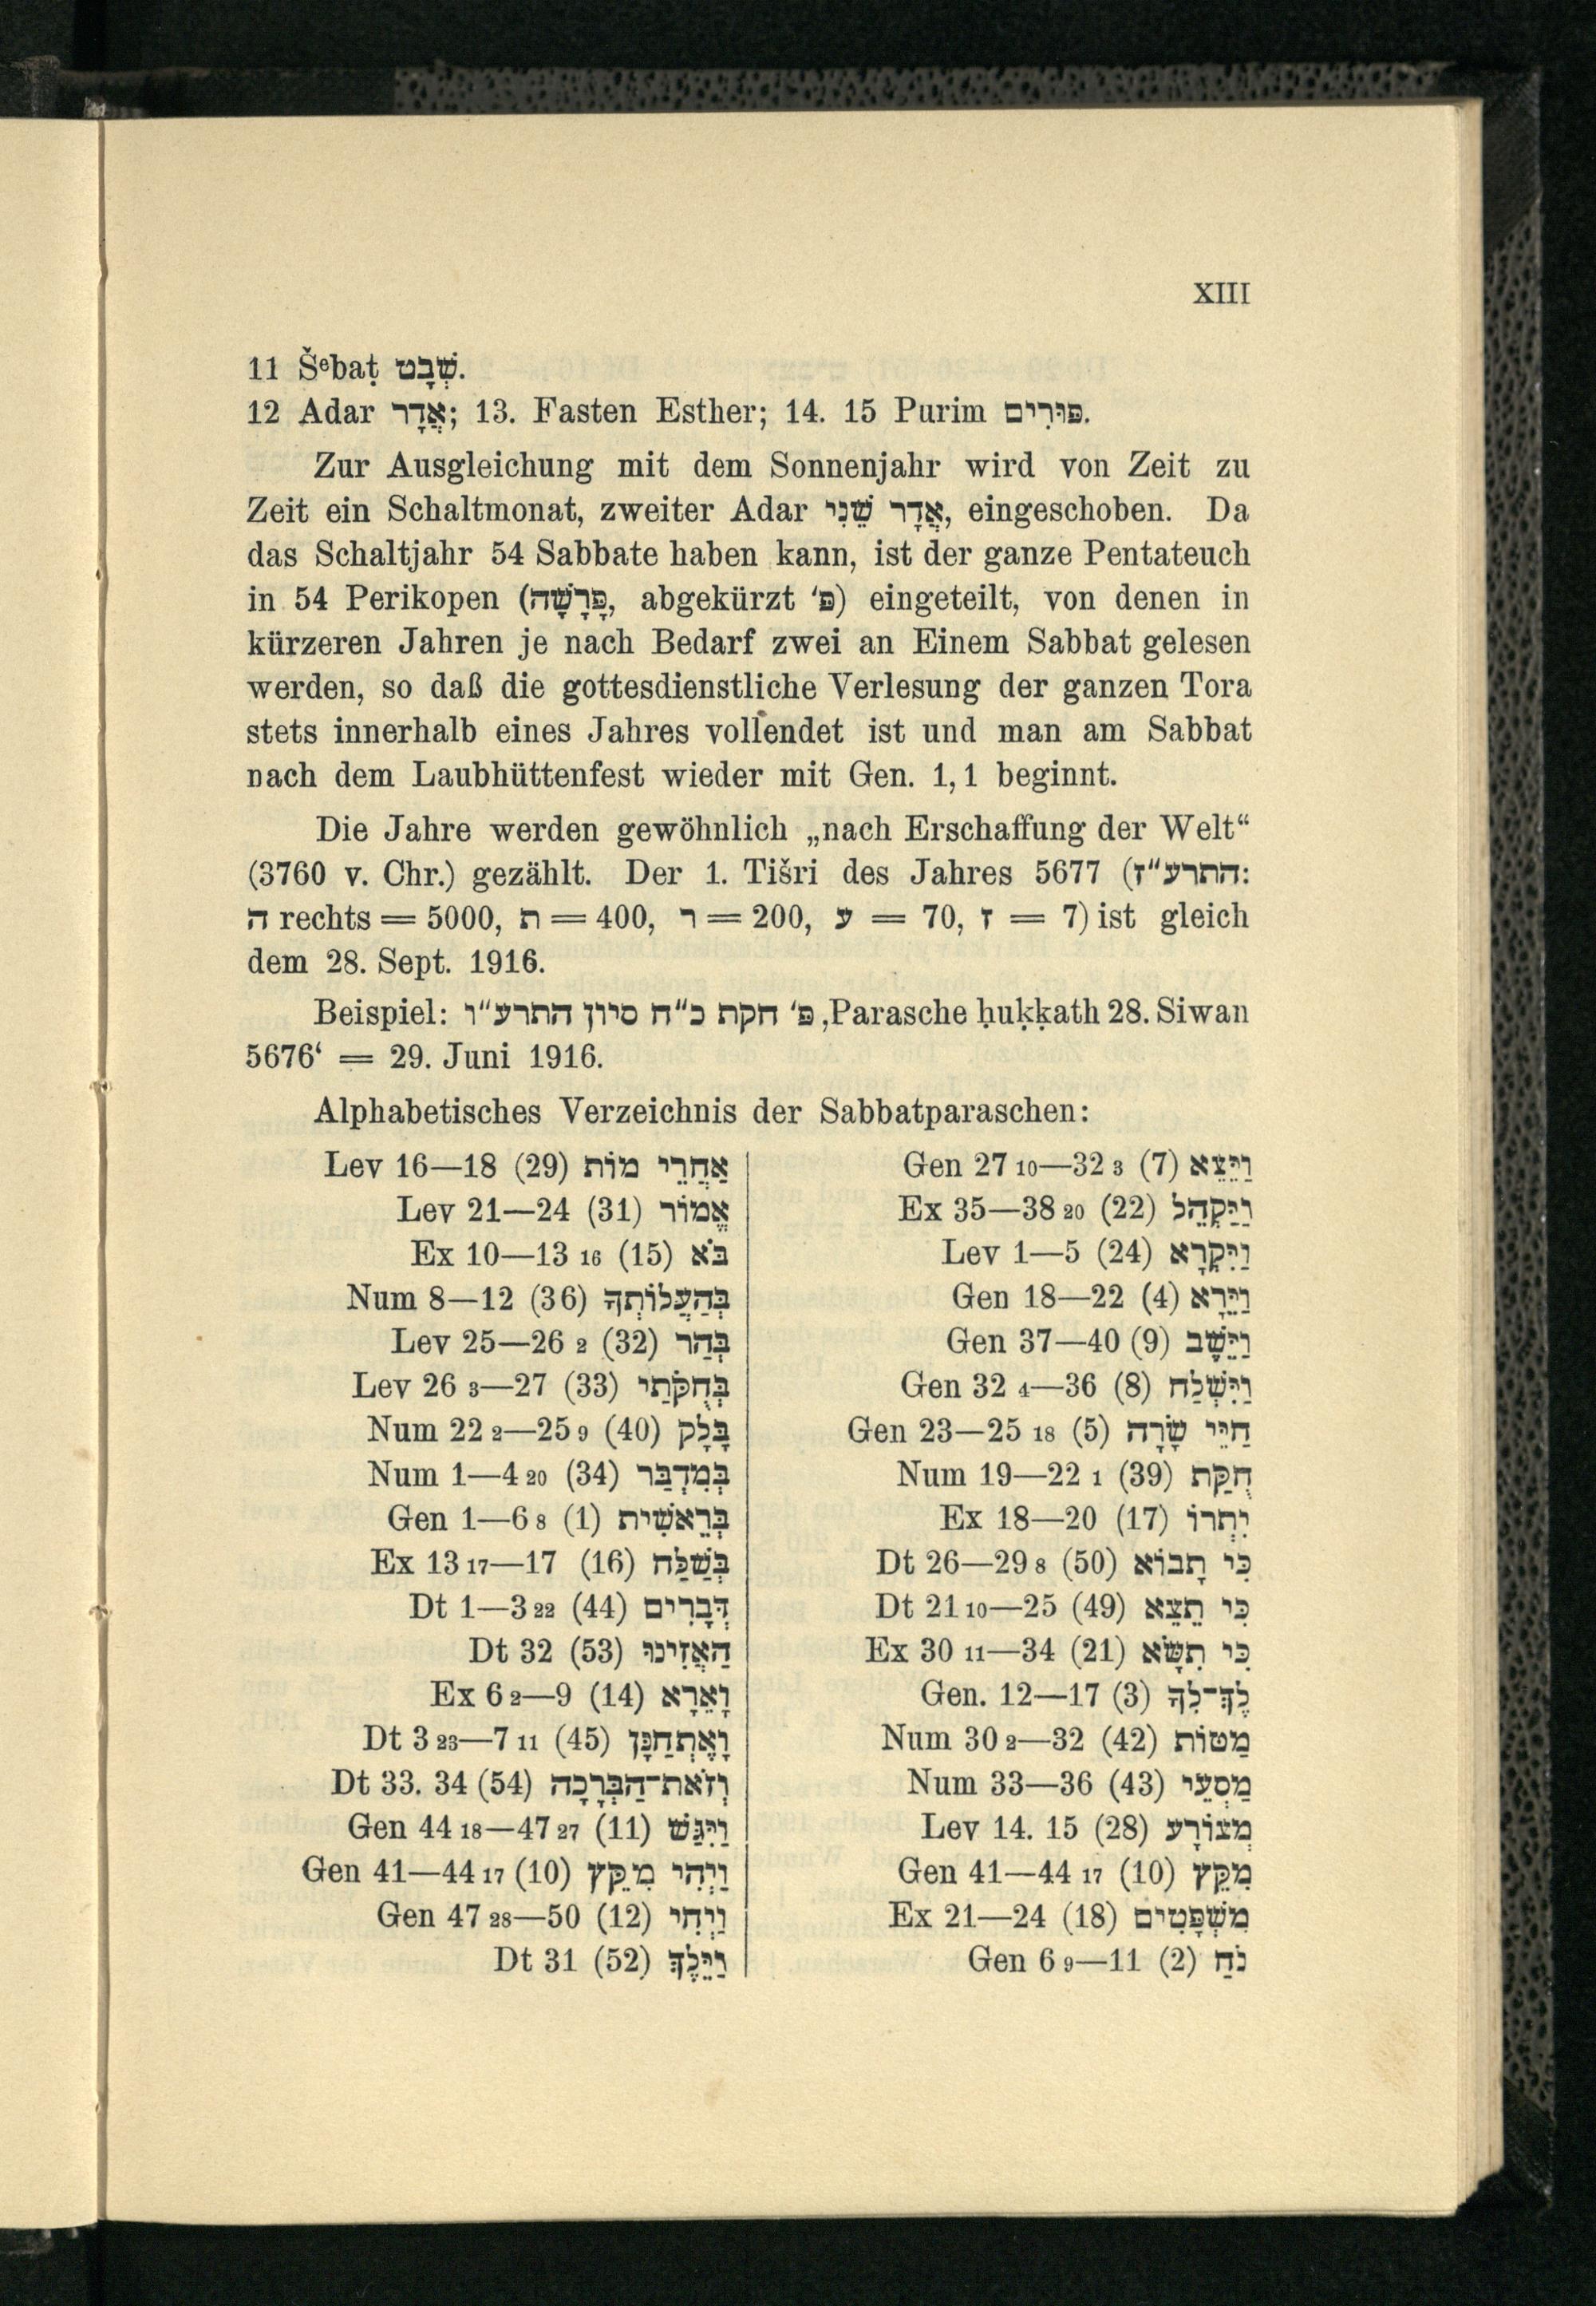 XIII
11 Šᵉbaṭ שְׁבָט.
12 Adar אֲדָר; 13. Fasten Esther; 14. 15 Purim פּוּרִים.
Zur Ausgleichung mit dem Sonnenjahr wird von Zeit zu
Zeit ein Schaltmonat, zweiter Adar אֲדָר שֵׁנִי, eingeschoben. Da
das Schaltjahr 54 Sabbate haben kann, ist der ganze Pentateuch
in 54 Perikopen (פָּרָשָׁה, abgekürzt פ׳) eingeteilt, von denen in
kürzeren Jahren je nach Bedarf zwei an Einem Sabbat gelesen
werden, so daß die gottesdienstliche Verlesung der ganzen Tora
stets innerhalb eines Jahres vollendet ist und man am Sabbat
nach dem Laubhüttenfest wieder mit Gen. 1,1 beginnt.
Die Jahre werden gewöhnlich „nach Erschaffung der Welt“
(3760 v. Chr.) gezählt. Der 1. Tišri des Jahres 5677 (התרע״ז:
ה rechts = 5000, ת = 400, ר = 200, ע = 70, ז = 7) ist gleich
dem 28. Sept. 1916.
Beispiel: פ׳ חקת כ״ח סיון התרע״ו ‚Parasche ḥuḳḳath 28. Siwan
5676‘ = 29. Juni 1916.
Alphabetisches Verzeichnis der Sabbatparaschen:
Lev 16—18 (29) אַחֲרֵי מוֹת
Lev 21—24 (31) אֱמוֹר
Ex 10—13 16 (15) בֹּא
Num 8—12 (36) בְּהַעֲלוֹתְךָ
Lev 25—26 2 (32) בְּהַר
Lev 26 3—27 (33) בְּחֻקֹּתַי
Num 22 2—25 9 (40) בָּלָק
Num 1—4 20 (34) בְּמִדְבַּר
Gen 1—6 8 (1) בְּרֵאשִׁית
Ex 13 17—17 (16) בְּשַׁלַּח
Dt 1—3 22 (44) דְּבָרִים
Dt 32 (53) הַאֲזִינוּ
Ex 6 2—9 (14) וָאֵרָא
Dt 3 23—7 11 (45) וָאֶתְחַנָּן
Dt 33. 34 (54) וְזֹאת־הַבְּרָכָה
Gen 44 18—47 27 (11) וַיִּגַּשׁ
Gen 41—44 17 (10) וַיְהִי מִקֵּץ
Gen 47 28—50 (12) וַיְחִי
Dt 31 (52) וַיֵּלֶךְ
Gen 27 10—32 3 (7) וַיֵּצֵא
Ex 35—38 20 (22) וַיַּקְהֵל
Lev 1—5 (24) וַיִּקְרָא
Gen 18—22 (4) וַיֵּרָא
Gen 37—40 (9) וַיֵּשֶׁב
Gen 32 4—36 (8) וַיִּשְׁלַח
Gen 23—25 18 (5) חַיֵּי שָׂרָה
Num 19—22 1 (39) חֻקַּת
Ex 18—20 (17) יִתְרוֹ
Dt 26—29 8 (50) כִּי תָבוֹא
Dt 21 10—25 (49) כִּי תֵצֵא
Ex 30 11—34 (21) כִּי תִשָּׂא
Gen. 12—17 (3) לֶךְ־לְךָ
Num 30 2—32 (42) מַטּוֹת
Num 33—36 (43) מַסְעֵי
Lev 14. 15 (28) מְצוֹרָע
Gen 41—44 17 (10) מִקֵּץ
Ex 21—24 (18) מִשְׁפָּטִים
Gen 6 9—11 (2) נֹחַ